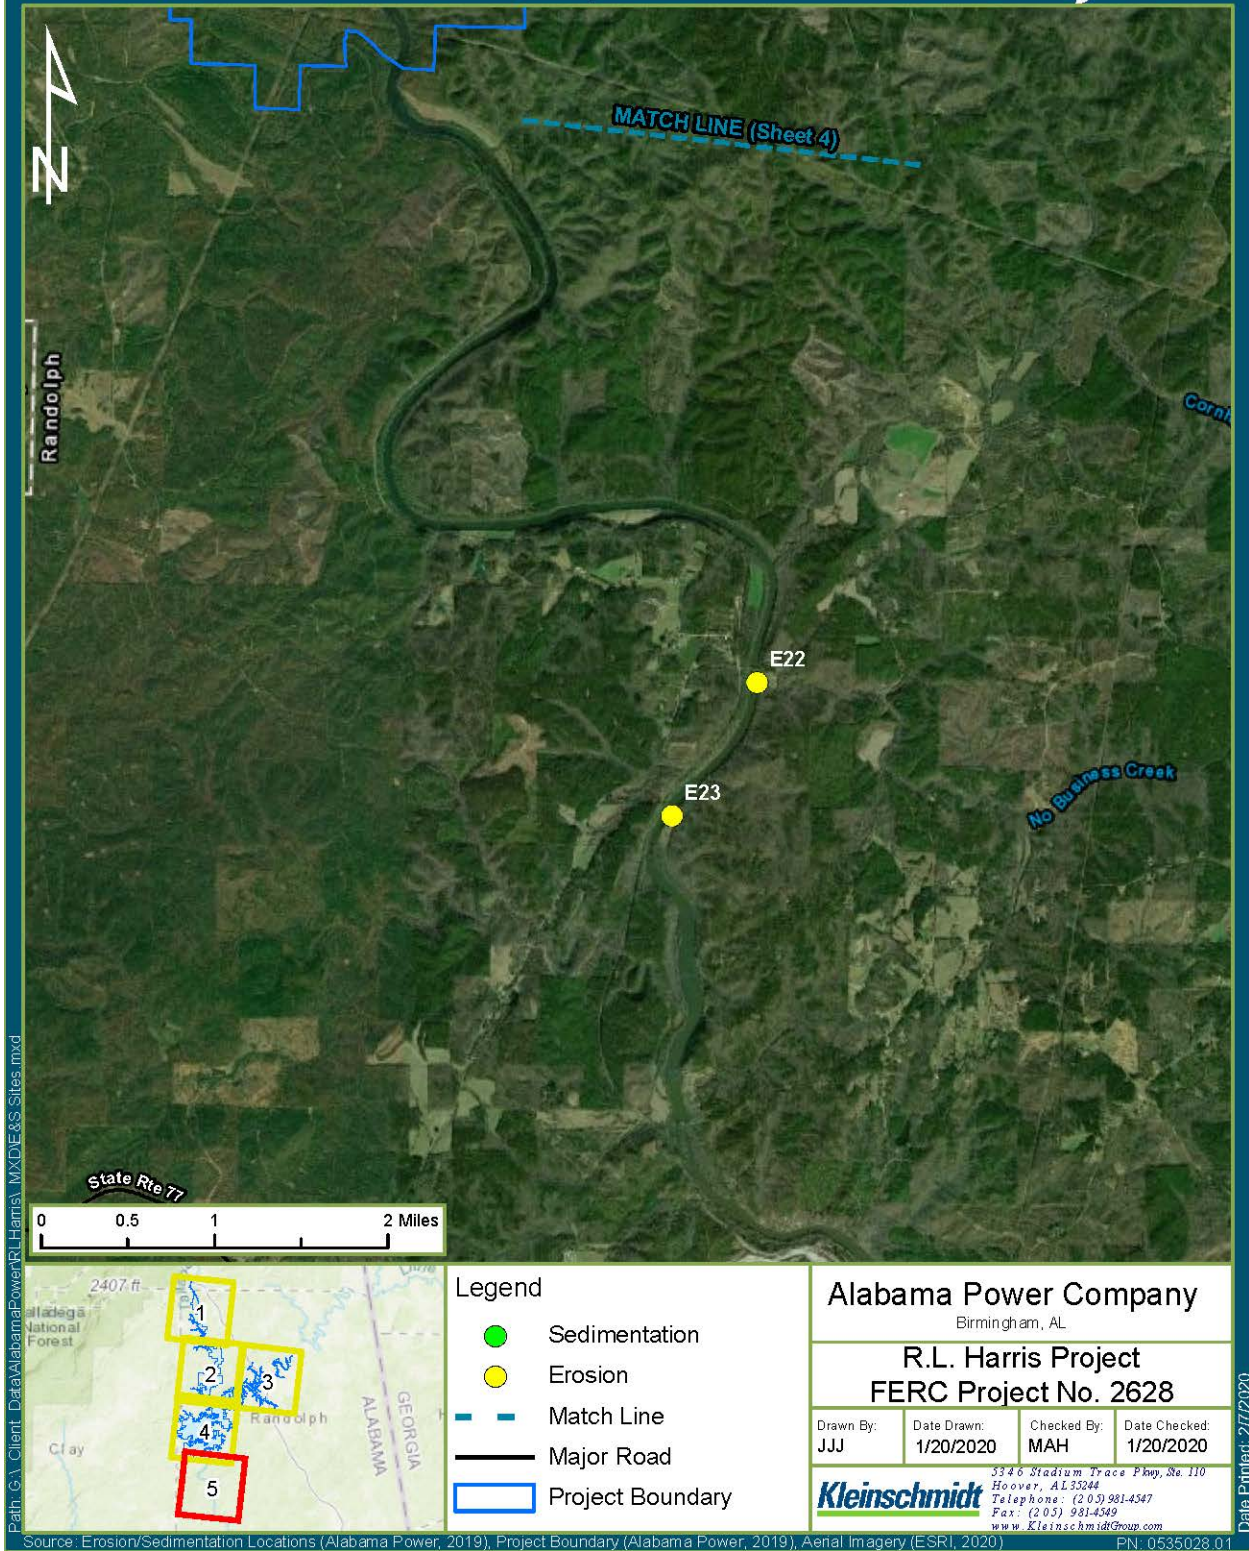 MATCH LINE (Sheet 4)
N
Randolph
E22
No Business Creek
E23
State Rte 77
0 0.5 1 2 Miles
2407 ft
National
Forest
Clay
Randolph
ALABAMA
GEORGIA
1
2
3
4
5
Legend
Sedimentation
Erosion
Match Line
Major Road
Project Boundary
Alabama Power Company
Birmingham, AL
R.L. Harris Project
FERC Project No. 2628
Drawn By:
JJJ
Date Drawn:
1/20/2020
Checked By:
MAH
Date Checked:
1/20/2020
Kleinschmidt
5346 Stadium Trace Pkwy, Ste. 110
Hoover, AL 35244
Telephone: (205) 981-4547
Fax: (205) 981-4549
www.KleinschmidtGroup.com
Path: G:\_Client_Data\AlabamaPower\RLHarris\_MXD\E&S Sites.mxd
Date Printed: 2/7/2020
Source: Erosion/Sedimentation Locations (Alabama Power, 2019), Project Boundary (Alabama Power, 2019), Aerial Imagery (ESRI, 2020)
PN: 0535028.01